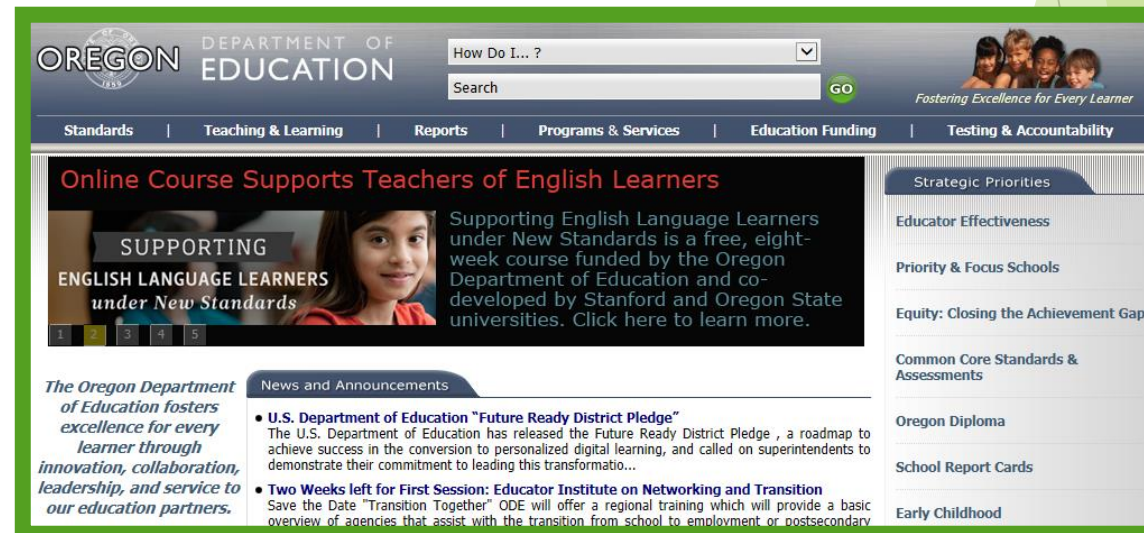 OREGON
1859
DEPARTMENT OF
EDUCATION
How Do I... ?
Search
GO
Fostering Excellence for Every Learner
Standards | Teaching & Learning | Reports | Programs & Services | Education Funding | Testing & Accountability
Online Course Supports Teachers of English Learners
SUPPORTING
ENGLISH LANGUAGE LEARNERS
under New Standards
1 2 3 4 5
Supporting English Language Learners
under New Standards is a free, eight-
week course funded by the Oregon
Department of Education and co-
developed by Stanford and Oregon State
universities. Click here to learn more.
The Oregon Department
of Education fosters
excellence for every
learner through
innovation, collaboration,
leadership, and service to
our education partners.
News and Announcements
• U.S. Department of Education “Future Ready District Pledge”
The U.S. Department of Education has released the Future Ready District Pledge , a roadmap to
achieve success in the conversion to personalized digital learning, and called on superintendents to
demonstrate their commitment to leading this transformatio...
• Two Weeks left for First Session: Educator Institute on Networking and Transition
Save the Date "Transition Together" ODE will offer a regional training which will provide a basic
overview of agencies that assist with the transition from school to employment or postsecondary
Strategic Priorities
Educator Effectiveness
Priority & Focus Schools
Equity: Closing the Achievement Gap
Common Core Standards &
Assessments
Oregon Diploma
School Report Cards
Early Childhood